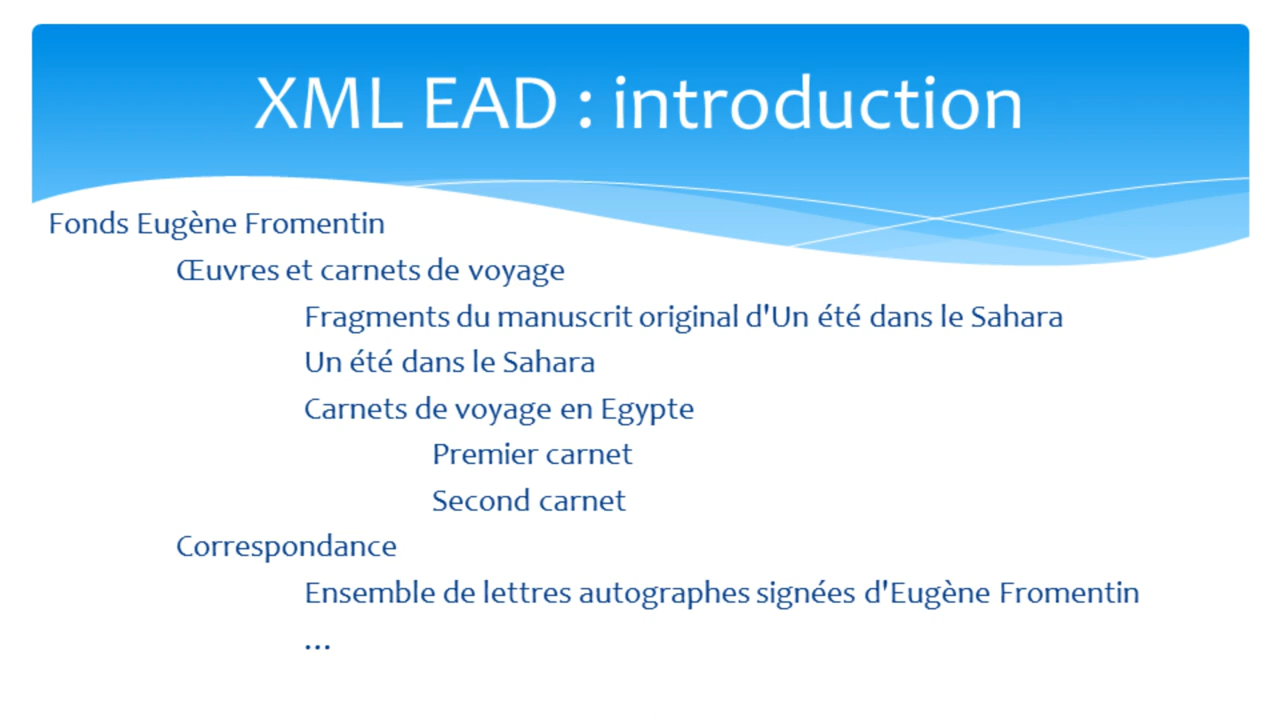 XML EAD : introduction
Fonds Eugène Fromentin
Œuvres et carnets de voyage
Fragments du manuscrit original d'Un été dans le Sahara
Un été dans le Sahara
Carnets de voyage en Egypte
Premier carnet
Second carnet
Correspondance
Ensemble de lettres autographes signées d'Eugène Fromentin
...